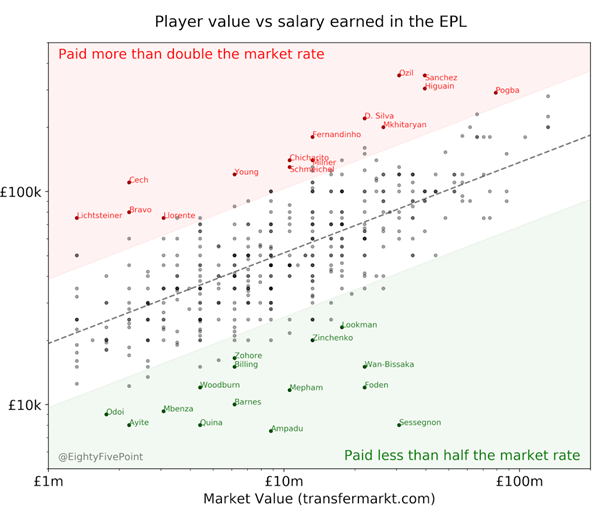 Player value vs salary earned in the EPL
Paid more than double the market rate
Ozil
Sanchez
Higuain
Pogba
D. Silva
Mkhitaryan
Fernandinho
Chicharito
Milner
Schmeichel
Young
Cech
Bravo
Lichtsteiner
Llorente
£100k
Lookman
Zinchenko
Zohore
Billing
Wan-Bissaka
Woodburn
Mepham
Foden
£10k
Barnes
Odoi
Mbenza
Ayite
Quina
Ampadu
Sessegnon
@EightyFivePoint
Paid less than half the market rate
£1m
£10m
£100m
Market Value (transfermarkt.com)